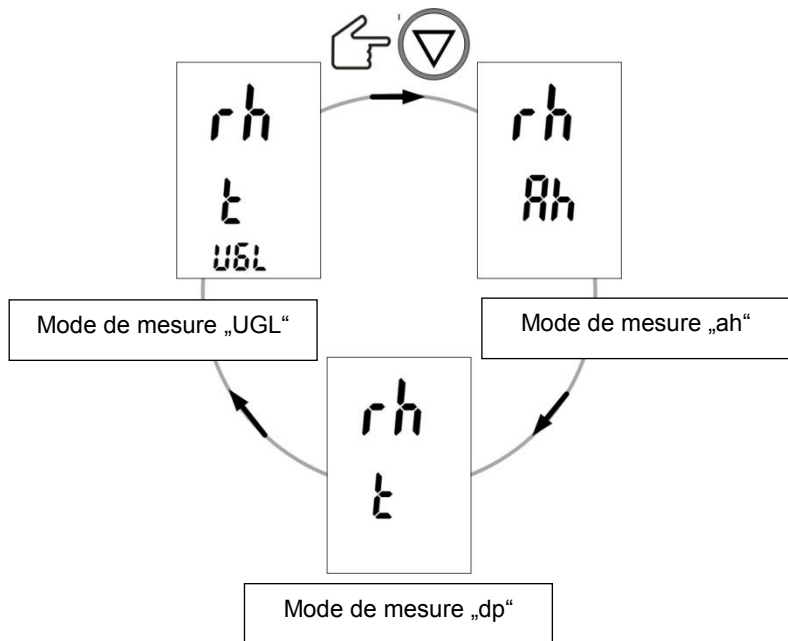 rh
t
UGL
rh
Ah
Mode de mesure „UGL“
Mode de mesure „ah“
rh
t
Mode de mesure „dp“